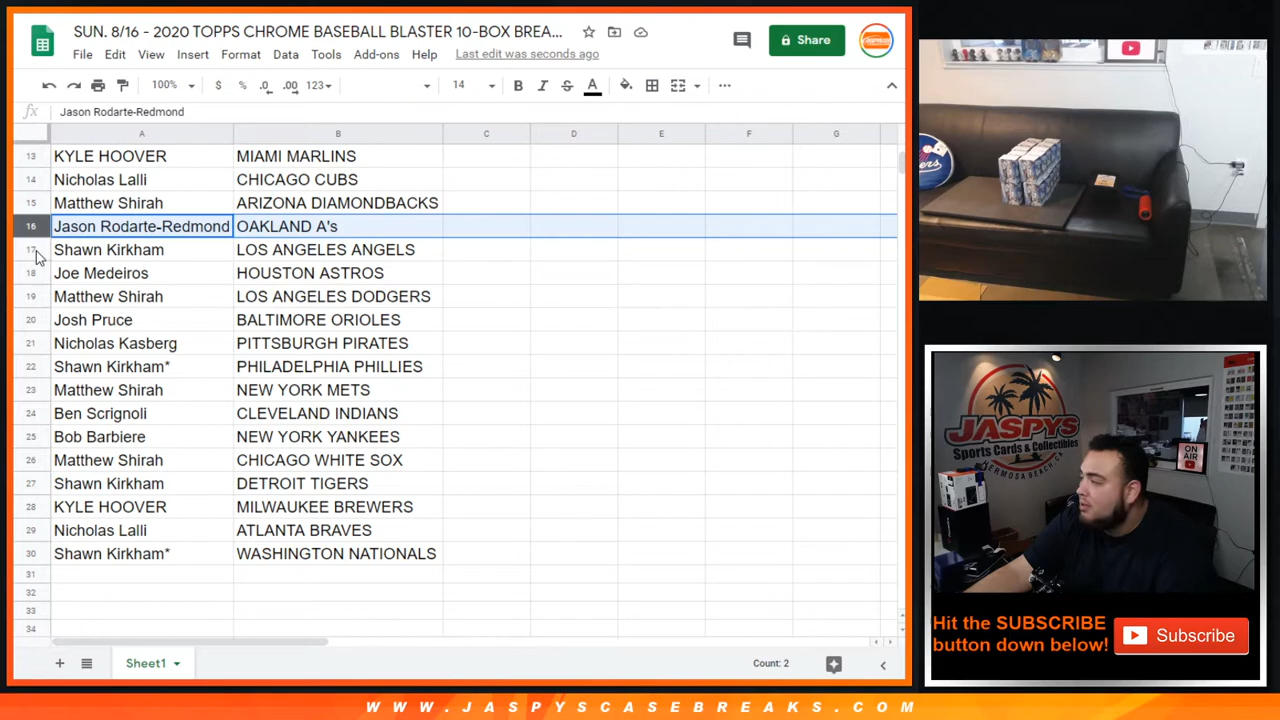 SUN. 8/16 - 2020 TOPPS CHROME BASEBALL BLASTER 10-BOX BREA...
File Edit View Insert Format Data Tools Add-ons Help Last edit was seconds ago
Share
100% $ % .0 .00 123 14 B I S A
fx Jason Rodarte-Redmond
A B C D E F G
13 KYLE HOOVER MIAMI MARLINS
14 Nicholas Lalli CHICAGO CUBS
15 Matthew Shirah ARIZONA DIAMONDBACKS
16 Jason Rodarte-Redmond OAKLAND A's
17 Shawn Kirkham LOS ANGELES ANGELS
18 Joe Medeiros HOUSTON ASTROS
19 Matthew Shirah LOS ANGELES DODGERS
20 Josh Pruce BALTIMORE ORIOLES
21 Nicholas Kasberg PITTSBURGH PIRATES
22 Shawn Kirkham* PHILADELPHIA PHILLIES
23 Matthew Shirah NEW YORK METS
24 Ben Scrignoli CLEVELAND INDIANS
25 Bob Barbiere NEW YORK YANKEES
26 Matthew Shirah CHICAGO WHITE SOX
27 Shawn Kirkham DETROIT TIGERS
28 KYLE HOOVER MILWAUKEE BREWERS
29 Nicholas Lalli ATLANTA BRAVES
30 Shawn Kirkham* WASHINGTON NATIONALS
31
32
33
34
Sheet1
Count: 2
JASPYS
Sports Cards & Collectibles
HERMOSA BEACH, CA
ON AIR
Hit the SUBSCRIBE
button down below!
Subscribe
WWW.JASPYSCASEBREAKS.COM